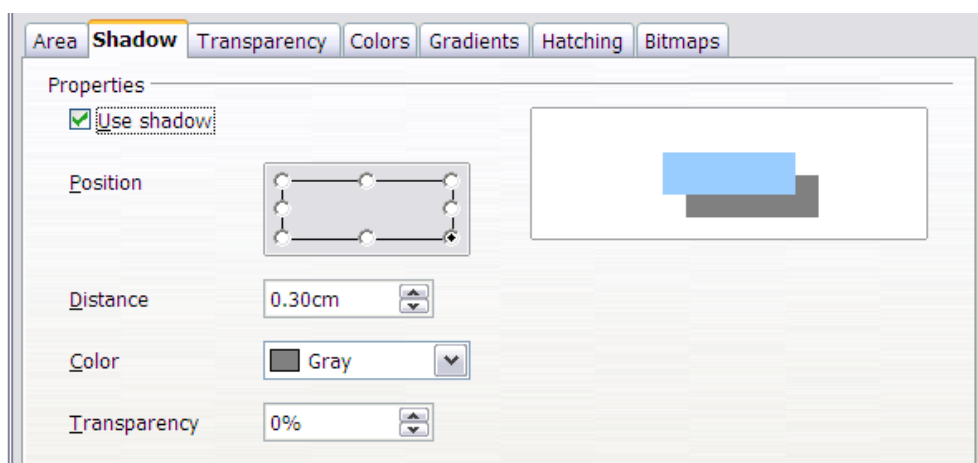 Area Shadow Transparency Colors Gradients Hatching Bitmaps
Properties
Use shadow
Position
Distance 0.30cm
Color Gray
Transparency 0%